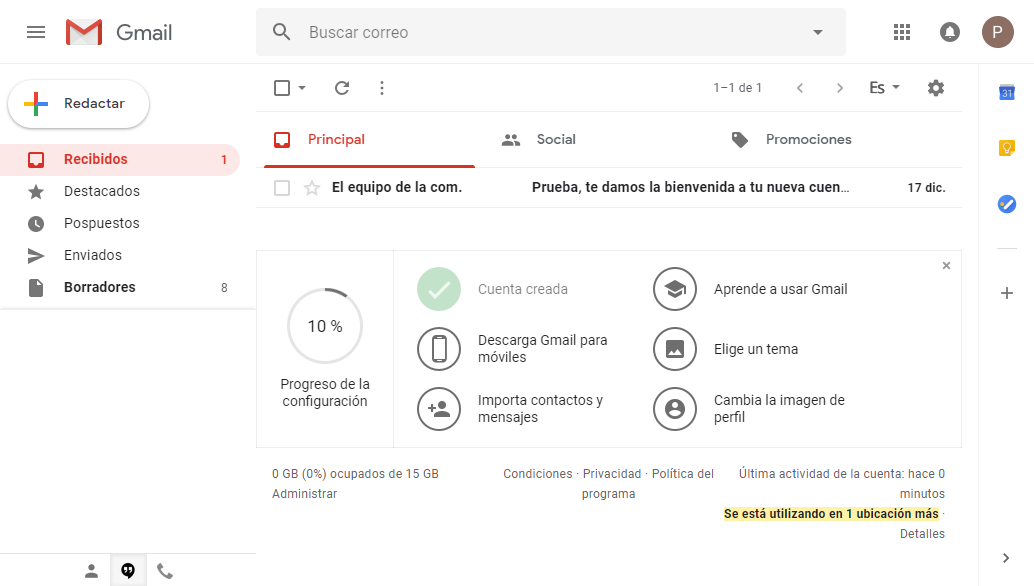 Gmail
Buscar correo
P
Redactar
1–1 de 1
Es
31
Recibidos 1
Destacados
Pospuestos
Enviados
Borradores 8
Principal
Social
Promociones
El equipo de la com. Prueba, te damos la bienvenida a tu nueva cuen… 17 dic.
10 %
Progreso de la
configuración
Cuenta creada
Aprende a usar Gmail
Descarga Gmail para
móviles
Elige un tema
Importa contactos y
mensajes
Cambia la imagen de
perfil
0 GB (0%) ocupados de 15 GB
Administrar
Condiciones · Privacidad · Política del
programa
Última actividad de la cuenta: hace 0
minutos
Se está utilizando en 1 ubicación más ·
Detalles